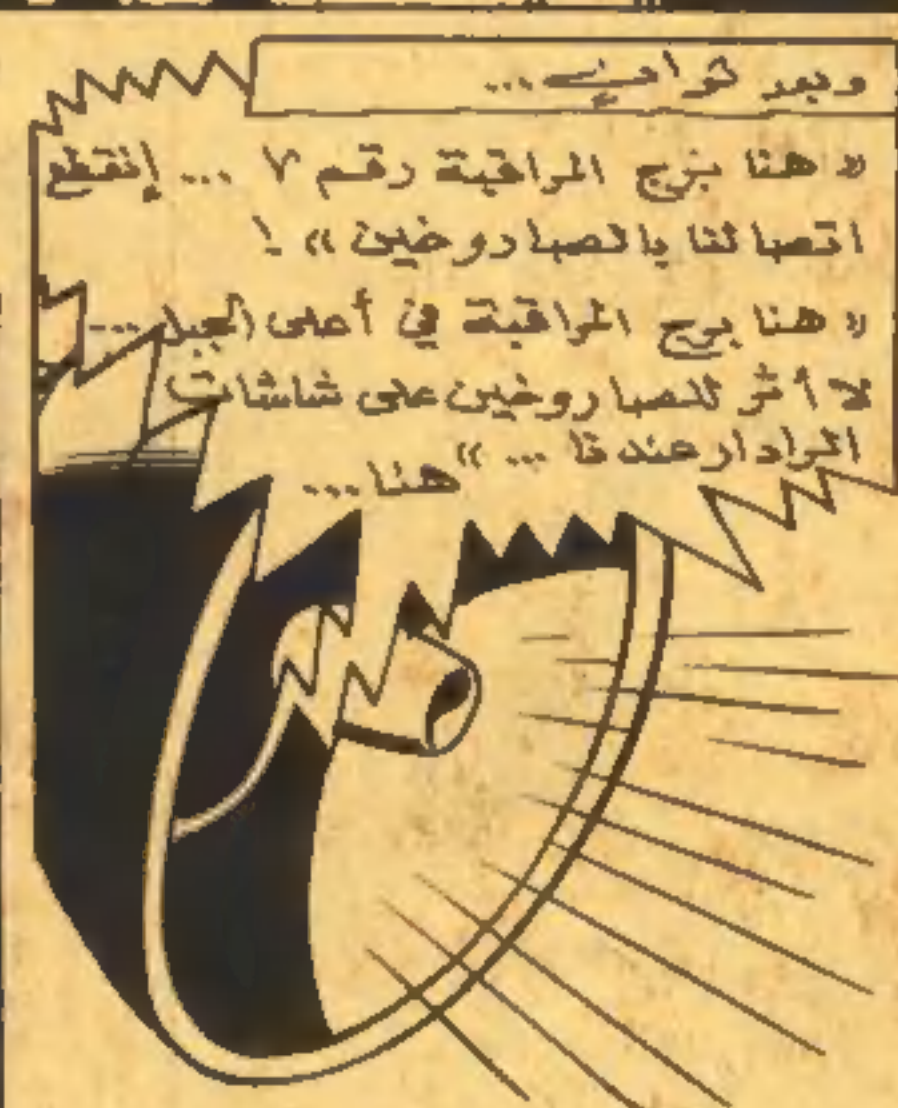 وبعد ثواني...
« هنا برج المراقبة رقم ٧ ... إنقطع
اتصالنا بالصاروخين » !
« هنا برج المراقبة في أعلى الجبل ...
لا أثر للصاروخين على شاشات
الرادار عندنا ... » هنا ...